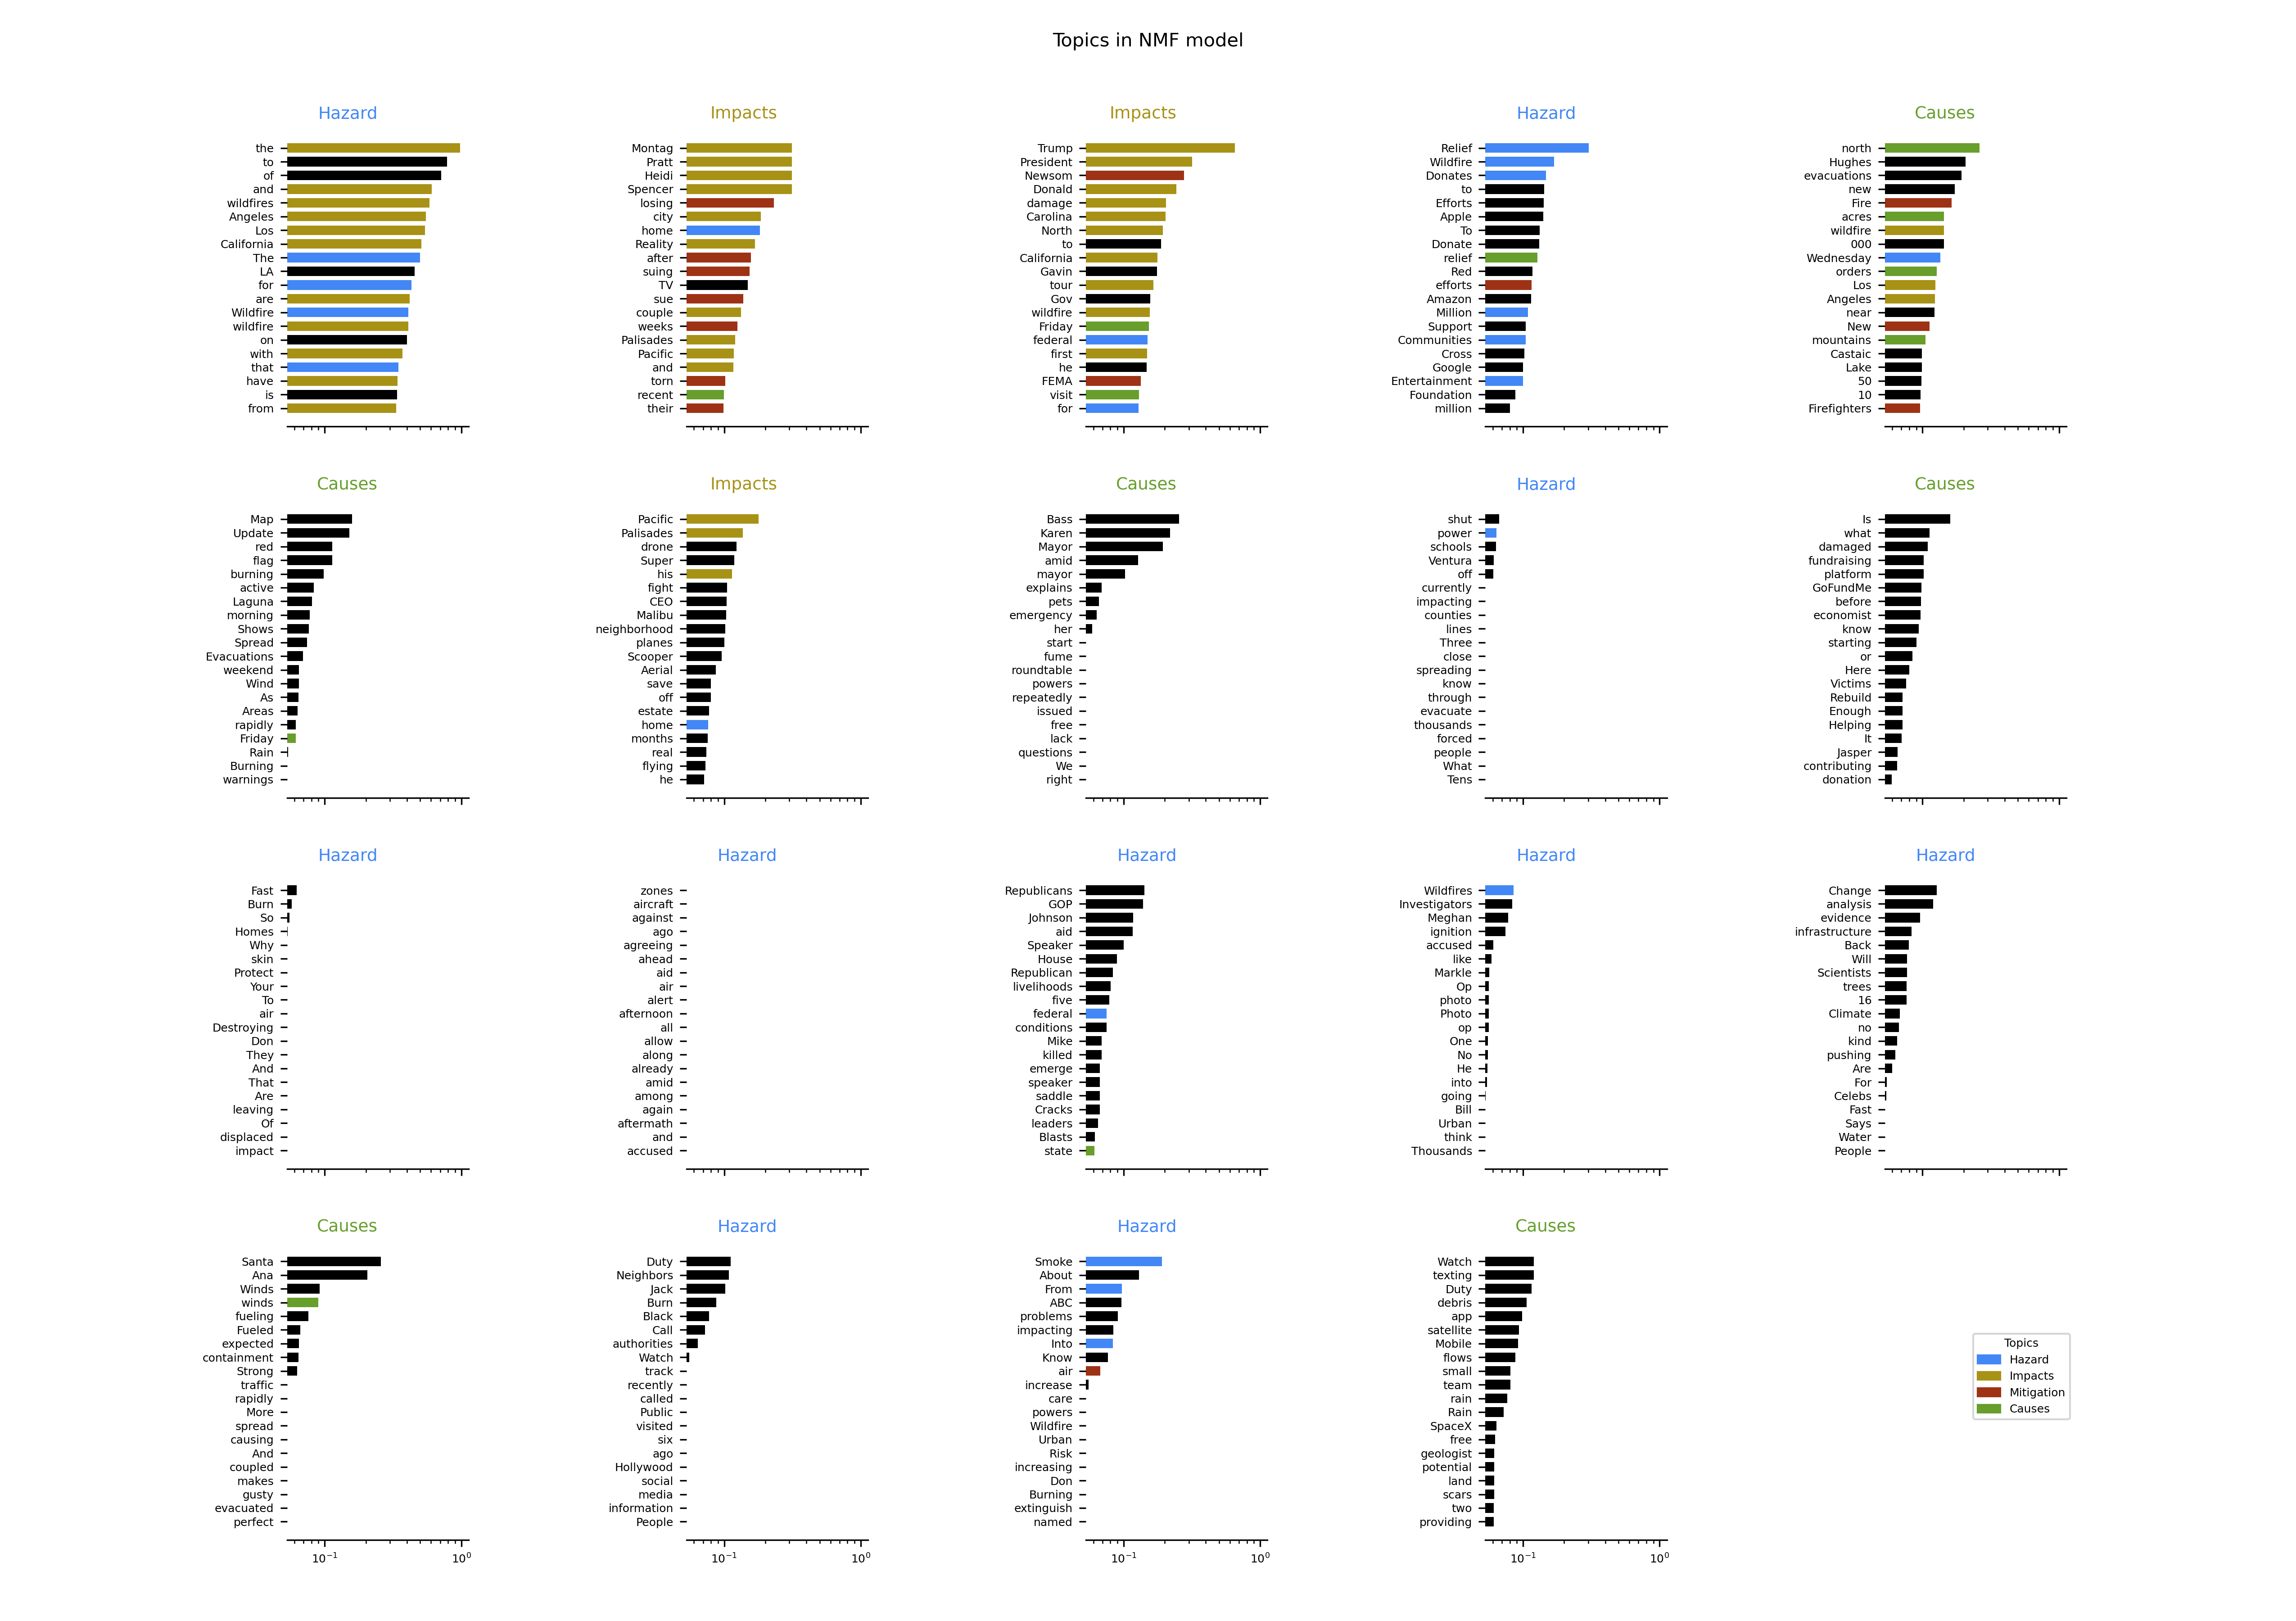 Topics in NMF model
Hazard
the
to
of
and
wildfires
Angeles
Los
California
The
LA
for
are
Wildfire
wildfire
on
with
that
have
is
from
Impacts
Montag
Pratt
Heidi
Spencer
losing
city
home
Reality
after
suing
TV
sue
couple
weeks
Palisades
Pacific
and
torn
recent
their
Impacts
Trump
President
Newsom
Donald
damage
Carolina
North
to
California
Gavin
tour
Gov
wildfire
Friday
federal
first
he
FEMA
visit
for
Hazard
Relief
Wildfire
Donates
to
Efforts
Apple
To
Donate
relief
Red
efforts
Amazon
Million
Support
Communities
Cross
Google
Entertainment
Foundation
million
Causes
north
Hughes
evacuations
new
Fire
acres
wildfire
000
Wednesday
orders
Los
Angeles
near
New
mountains
Castaic
Lake
50
10
Firefighters
Causes
Map
Update
red
flag
burning
active
Laguna
morning
Shows
Spread
Evacuations
weekend
Wind
As
Areas
rapidly
Friday
Rain
Burning
warnings
Impacts
Pacific
Palisades
drone
Super
his
fight
CEO
Malibu
neighborhood
planes
Scooper
Aerial
save
off
estate
home
months
real
flying
he
Causes
Bass
Karen
Mayor
amid
mayor
explains
pets
emergency
her
start
fume
roundtable
powers
repeatedly
issued
free
lack
questions
We
right
Hazard
shut
power
schools
Ventura
off
currently
impacting
counties
lines
Three
close
spreading
know
through
evacuate
thousands
forced
people
What
Tens
Causes
Is
what
damaged
fundraising
platform
GoFundMe
before
economist
know
starting
or
Here
Victims
Rebuild
Enough
Helping
It
Jasper
contributing
donation
Hazard
Fast
Burn
So
Homes
Why
skin
Protect
Your
To
air
Destroying
Don
They
And
That
Are
leaving
Of
displaced
impact
Hazard
zones
aircraft
against
ago
agreeing
ahead
aid
air
alert
afternoon
all
allow
along
already
amid
among
again
aftermath
and
accused
Hazard
Republicans
GOP
Johnson
aid
Speaker
House
Republican
livelihoods
five
federal
conditions
Mike
killed
emerge
speaker
saddle
Cracks
leaders
Blasts
state
Hazard
Wildfires
Investigators
Meghan
ignition
accused
like
Markle
Op
photo
Photo
op
One
No
He
into
going
Bill
Urban
think
Thousands
Hazard
Change
analysis
evidence
infrastructure
Back
Will
Scientists
trees
16
Climate
no
kind
pushing
Are
For
Celebs
Fast
Says
Water
People
Causes
Santa
Ana
Winds
winds
fueling
Fueled
expected
containment
Strong
traffic
rapidly
More
spread
causing
And
coupled
makes
gusty
evacuated
perfect
10⁻¹ 10⁰
Hazard
Duty
Neighbors
Jack
Burn
Black
Call
authorities
Watch
track
recently
called
Public
visited
six
ago
Hollywood
social
media
information
People
10⁻¹ 10⁰
Hazard
Smoke
About
From
ABC
problems
impacting
Into
Know
air
increase
care
powers
Wildfire
Urban
Risk
increasing
Don
Burning
extinguish
named
10⁻¹ 10⁰
Causes
Watch
texting
Duty
debris
app
satellite
Mobile
flows
small
team
rain
Rain
SpaceX
free
geologist
potential
land
scars
two
providing
10⁻¹ 10⁰
Topics
Hazard
Impacts
Mitigation
Causes